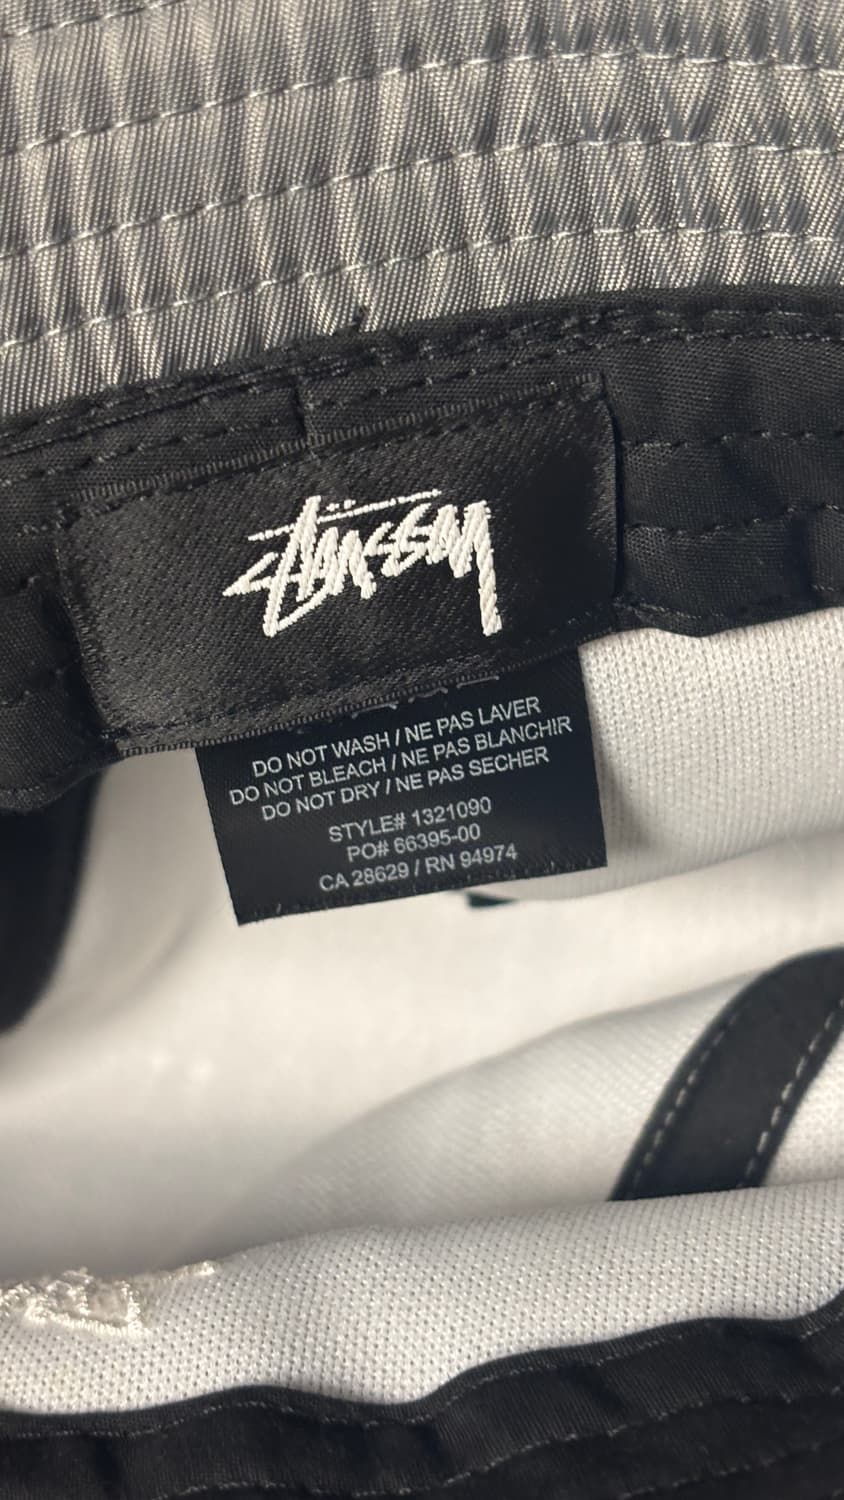 Stüssy
DO NOT WASH / NE PAS LAVER
DO NOT BLEACH / NE PAS BLANCHIR
DO NOT DRY / NE PAS SECHER
STYLE# 1321090
PO# 66395-00
CA 28629 / RN 94974